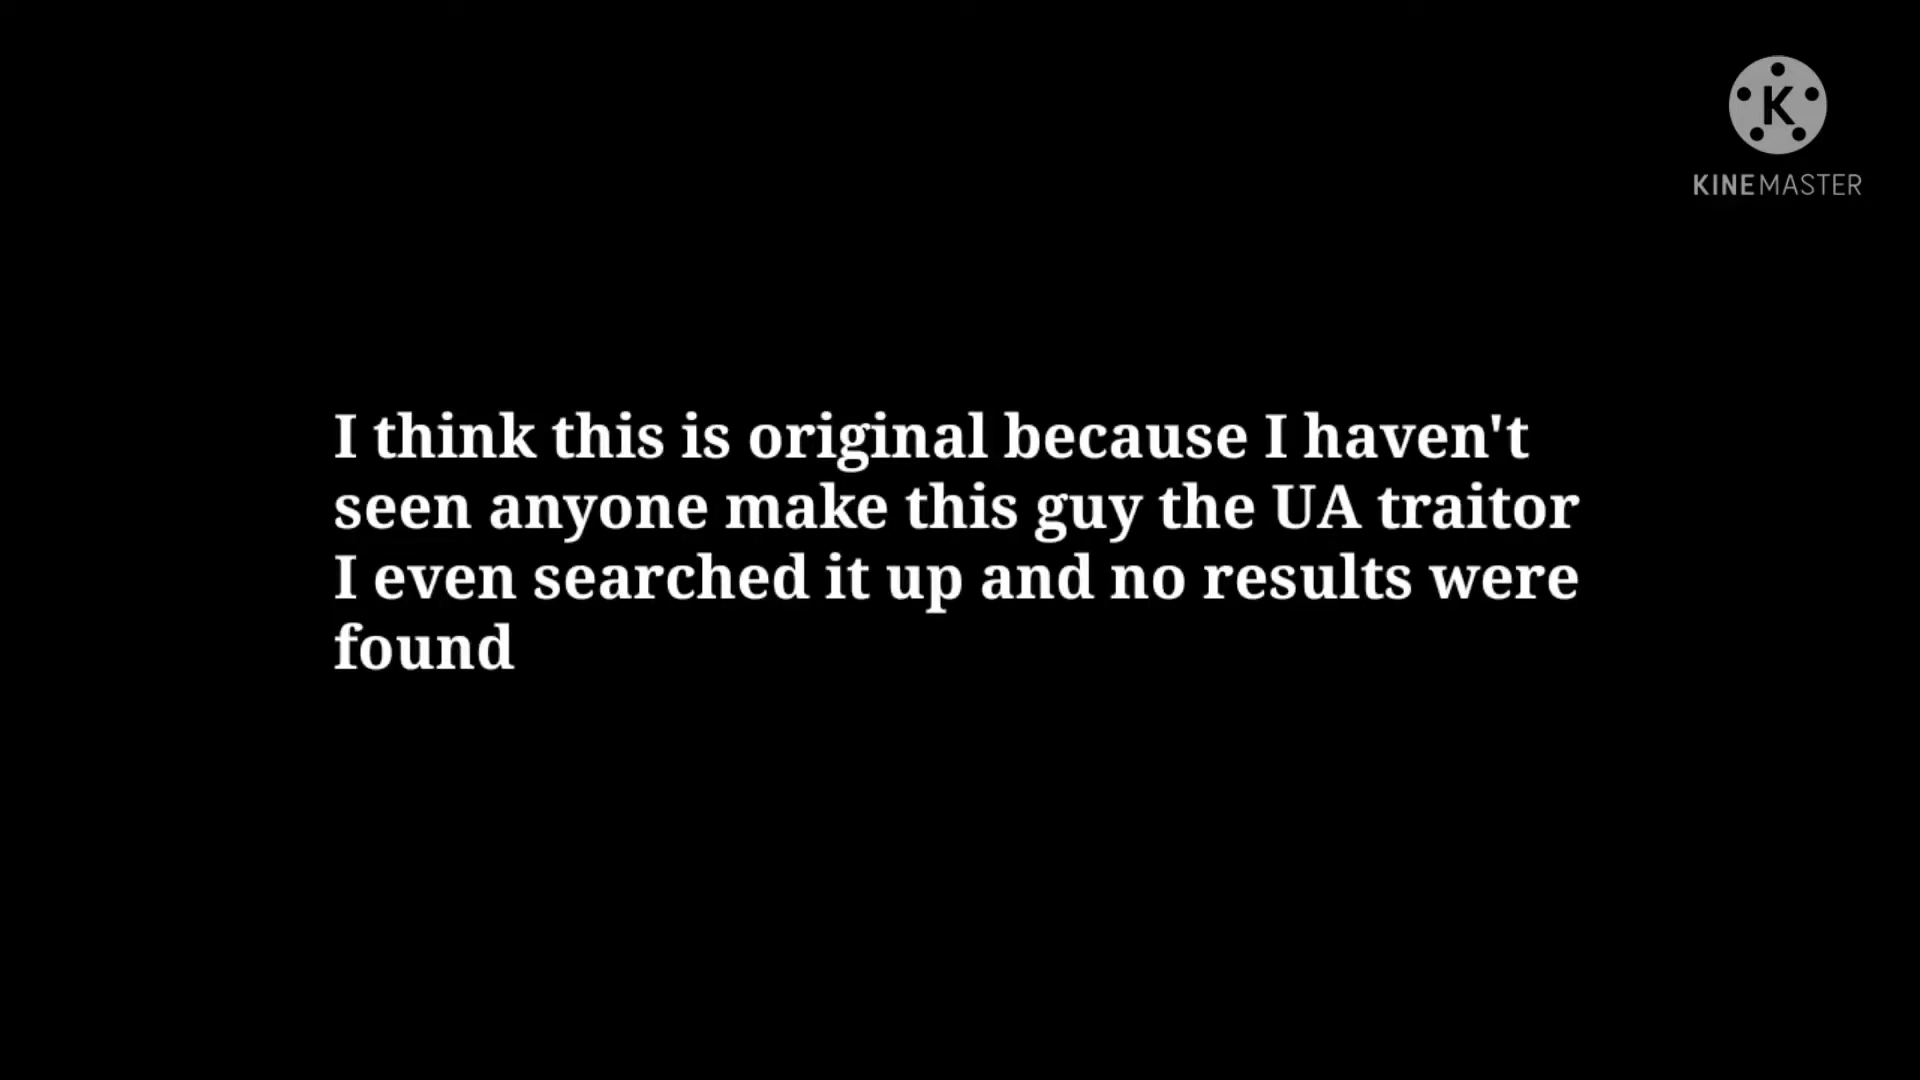 K
KINEMASTER
I think this is original because I haven't
seen anyone make this guy the UA traitor
I even searched it up and no results were
found